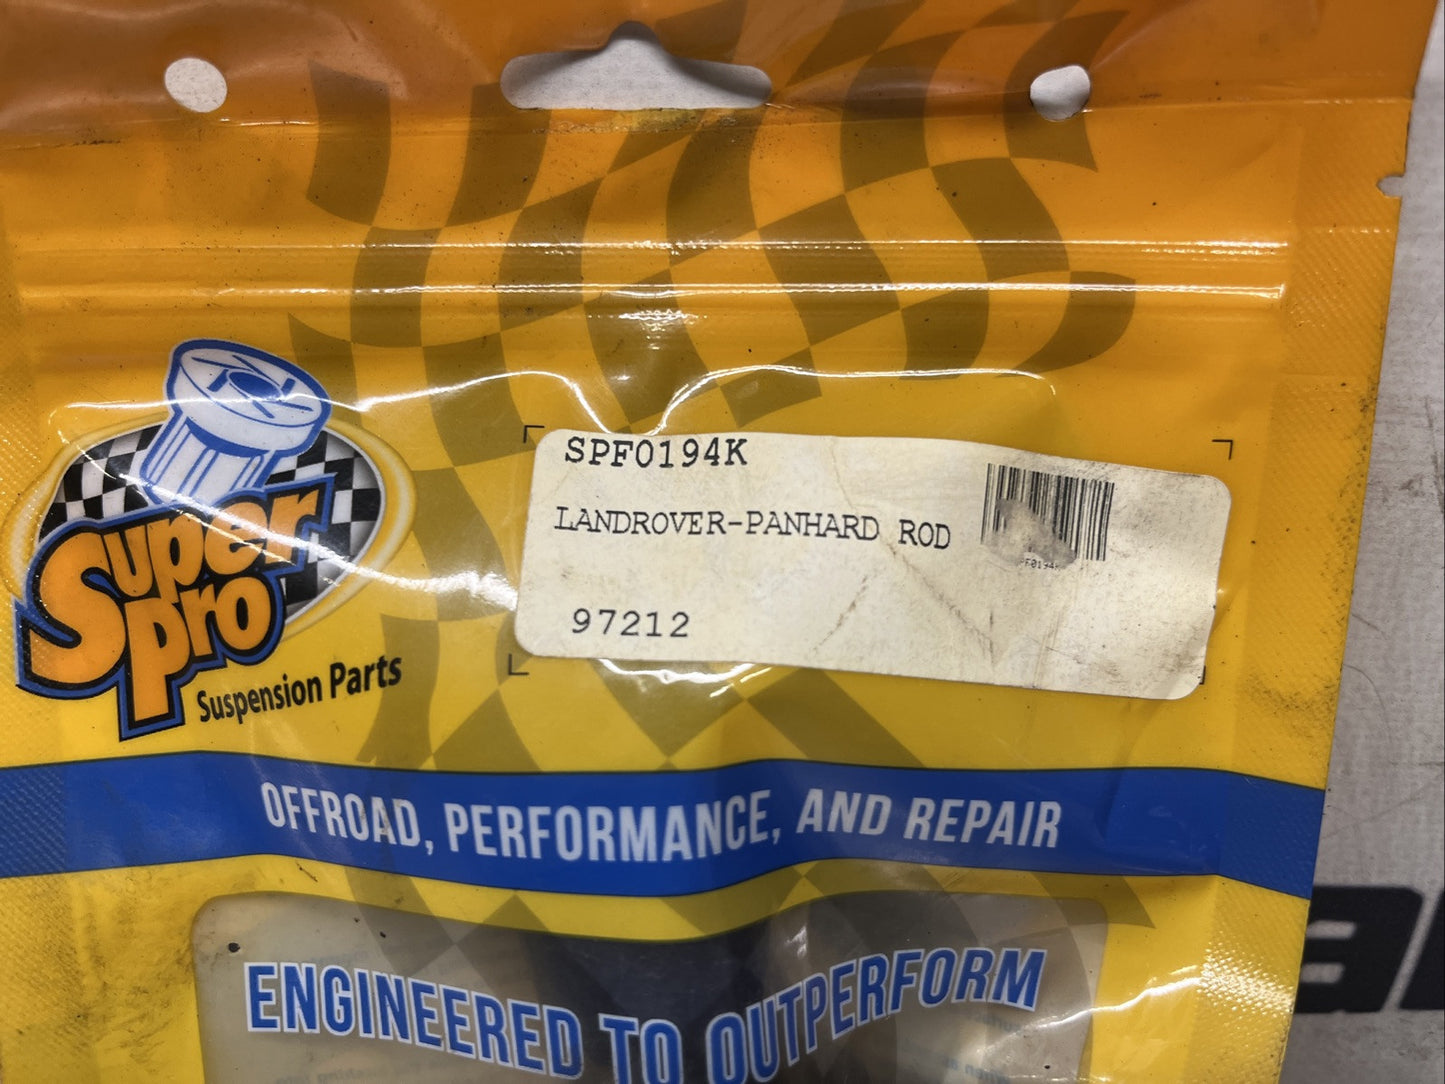 SPF0194K
LANDROVER-PANHARD ROD
97212
Super
Pro
Suspension Parts
OFFROAD, PERFORMANCE, AND REPAIR
ENGINEERED TO OUTPERFORM